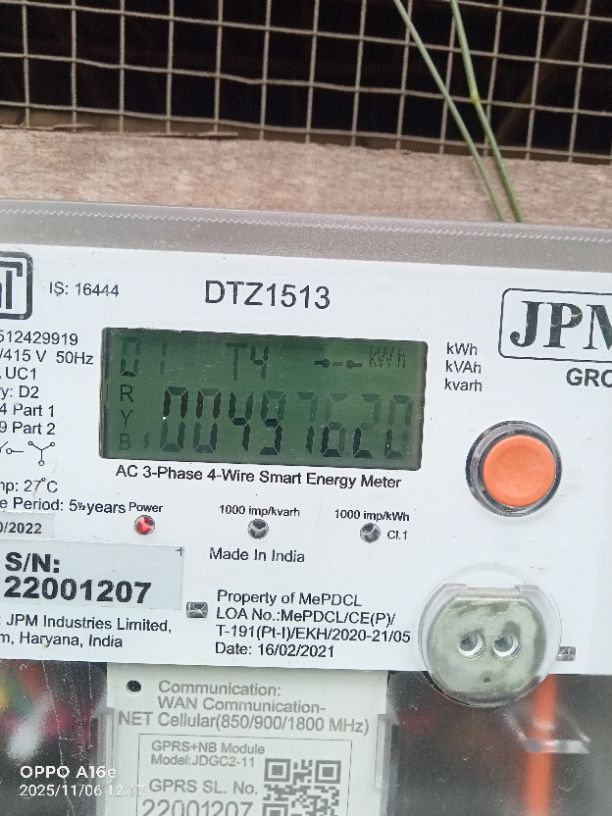 IS: 16444
DTZ1513
JPM
GRO
512429919
/415 V 50Hz
UC1
ry: D2
4 Part 1
9 Part 2
mp: 27°C
e Period: 5½years
0/2022
01 T4 kWh
R
Y
B
kWh
kVAh
kvarh
AC 3-Phase 4-Wire Smart Energy Meter
Power
1000 imp/kvarh
1000 imp/kWh
Cl.1
Made In India
S/N:
22001207
: JPM Industries Limited,
m, Haryana, India
Property of MePDCL
LOA No.:MePDCL/CE(P)/
T-191(Pt-I)/EKH/2020-21/05
Date: 16/02/2021
Communication:
WAN Communication-
NET Cellular(850/900/1800 MHz)
GPRS+NB Module
Model:JDGC2-11
GPRS SL. No.
22001207
OPPO A16e
2025/11/06 12:17